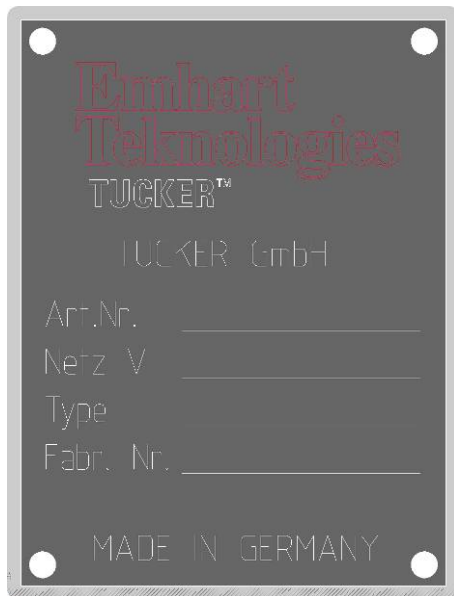 Emhart
Teknologies
TUCKER™
TUCKER GmbH
Art.Nr.
Netz V
Type
Fabr. Nr.
MADE IN GERMANY